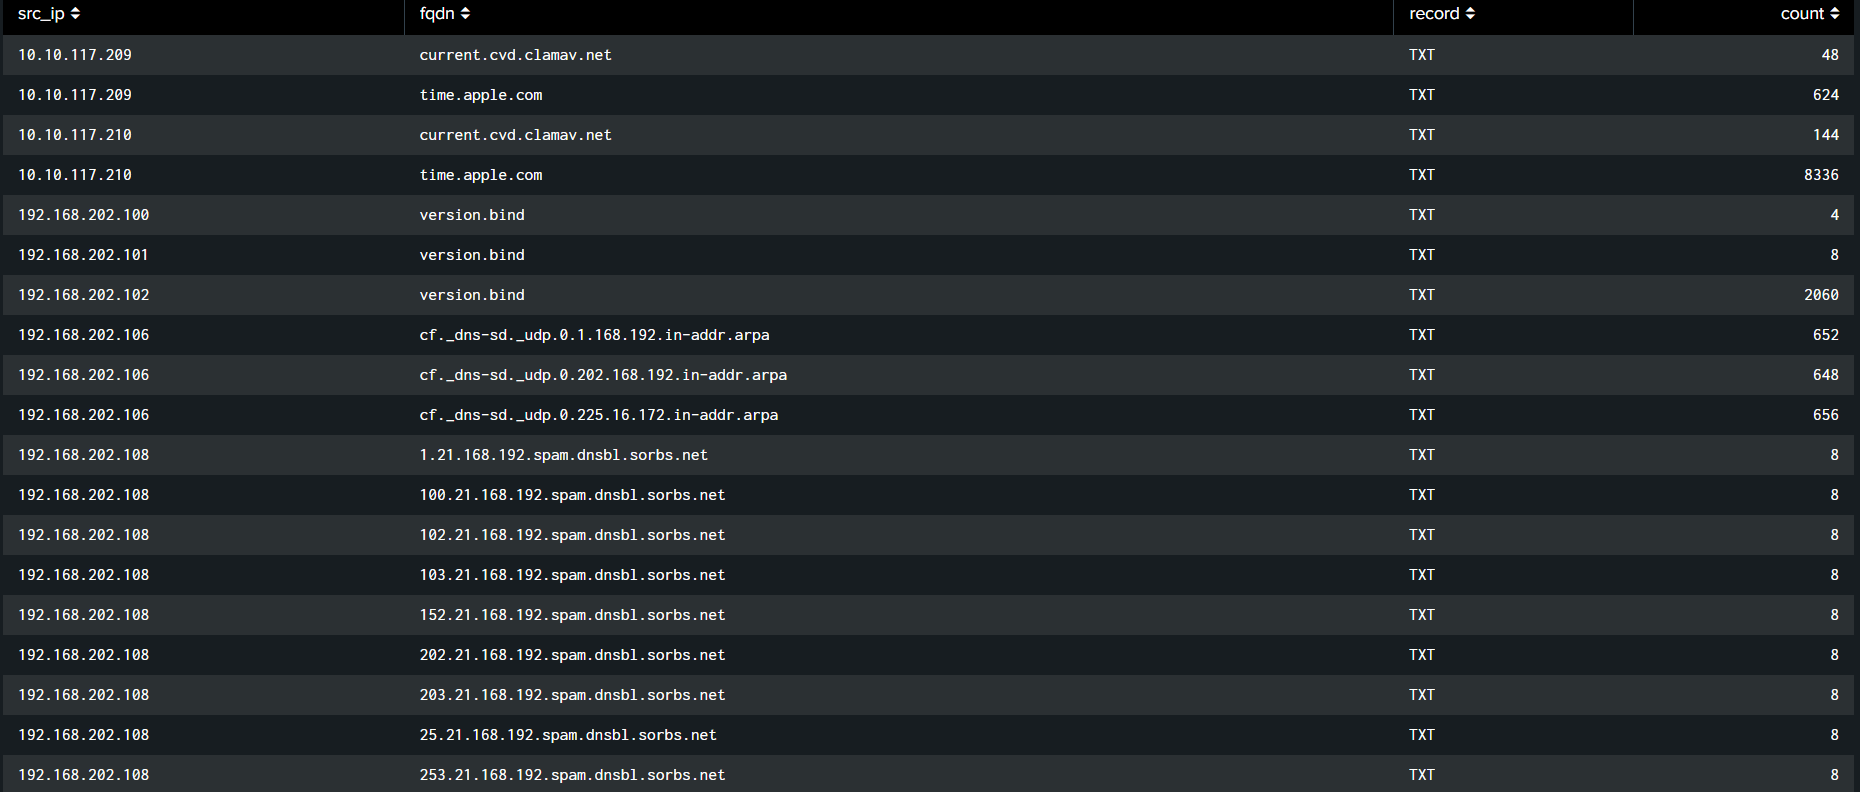 src_ip fqdn record count
10.10.117.209 current.cvd.clamav.net TXT 48
10.10.117.209 time.apple.com TXT 624
10.10.117.210 current.cvd.clamav.net TXT 144
10.10.117.210 time.apple.com TXT 8336
192.168.202.100 version.bind TXT 4
192.168.202.101 version.bind TXT 8
192.168.202.102 version.bind TXT 2060
192.168.202.106 cf._dns-sd._udp.0.1.168.192.in-addr.arpa TXT 652
192.168.202.106 cf._dns-sd._udp.0.202.168.192.in-addr.arpa TXT 648
192.168.202.106 cf._dns-sd._udp.0.225.16.172.in-addr.arpa TXT 656
192.168.202.108 1.21.168.192.spam.dnsbl.sorbs.net TXT 8
192.168.202.108 100.21.168.192.spam.dnsbl.sorbs.net TXT 8
192.168.202.108 102.21.168.192.spam.dnsbl.sorbs.net TXT 8
192.168.202.108 103.21.168.192.spam.dnsbl.sorbs.net TXT 8
192.168.202.108 152.21.168.192.spam.dnsbl.sorbs.net TXT 8
192.168.202.108 202.21.168.192.spam.dnsbl.sorbs.net TXT 8
192.168.202.108 203.21.168.192.spam.dnsbl.sorbs.net TXT 8
192.168.202.108 25.21.168.192.spam.dnsbl.sorbs.net TXT 8
192.168.202.108 253.21.168.192.spam.dnsbl.sorbs.net TXT 8